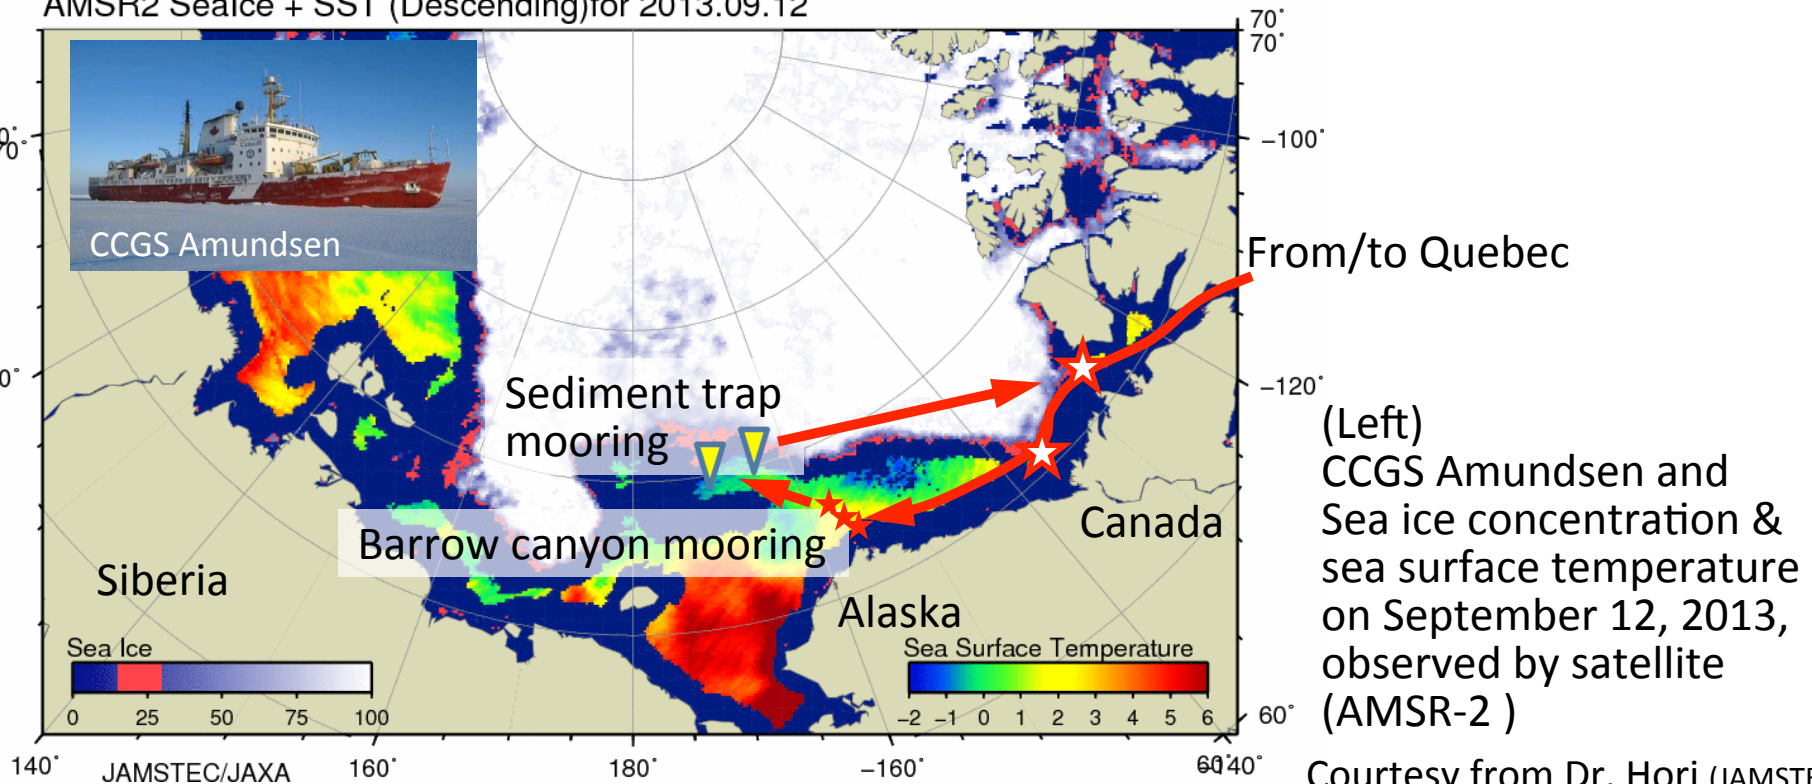 AMSR2 SeaIce + SST (Descending)for 2013.09.12
70°
70°
-100°
CCGS Amundsen
From/to Quebec
Sediment trap
mooring
-120°
(Left)
CCGS Amundsen and
Sea ice concentration &
sea surface temperature
on September 12, 2013,
observed by satellite
(AMSR-2 )
Barrow canyon mooring
Canada
Siberia
Alaska
Sea Ice
0 25 50 75 100
Sea Surface Temperature
-2 -1 0 1 2 3 4 5 6
60°
140° 160° 180° -160°
JAMSTEC/JAXA
Courtesy from Dr. Hori